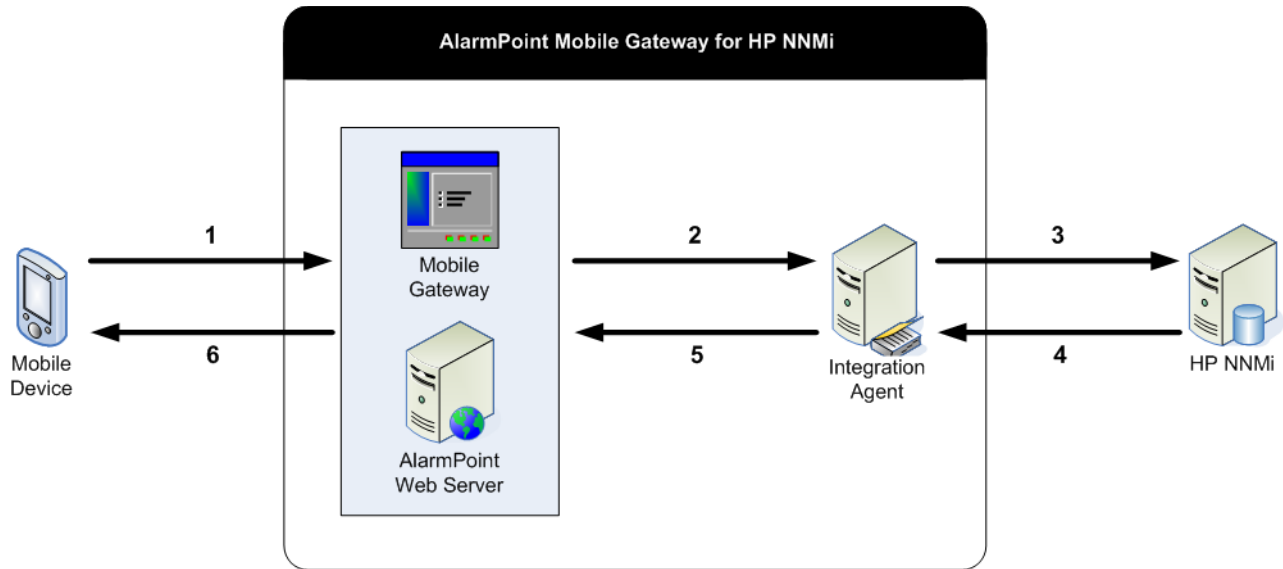 AlarmPoint Mobile Gateway for HP NNMi
1
2
3
Mobile
Gateway
6
5
4
Mobile
Device
Integration
Agent
HP NNMi
AlarmPoint
Web Server